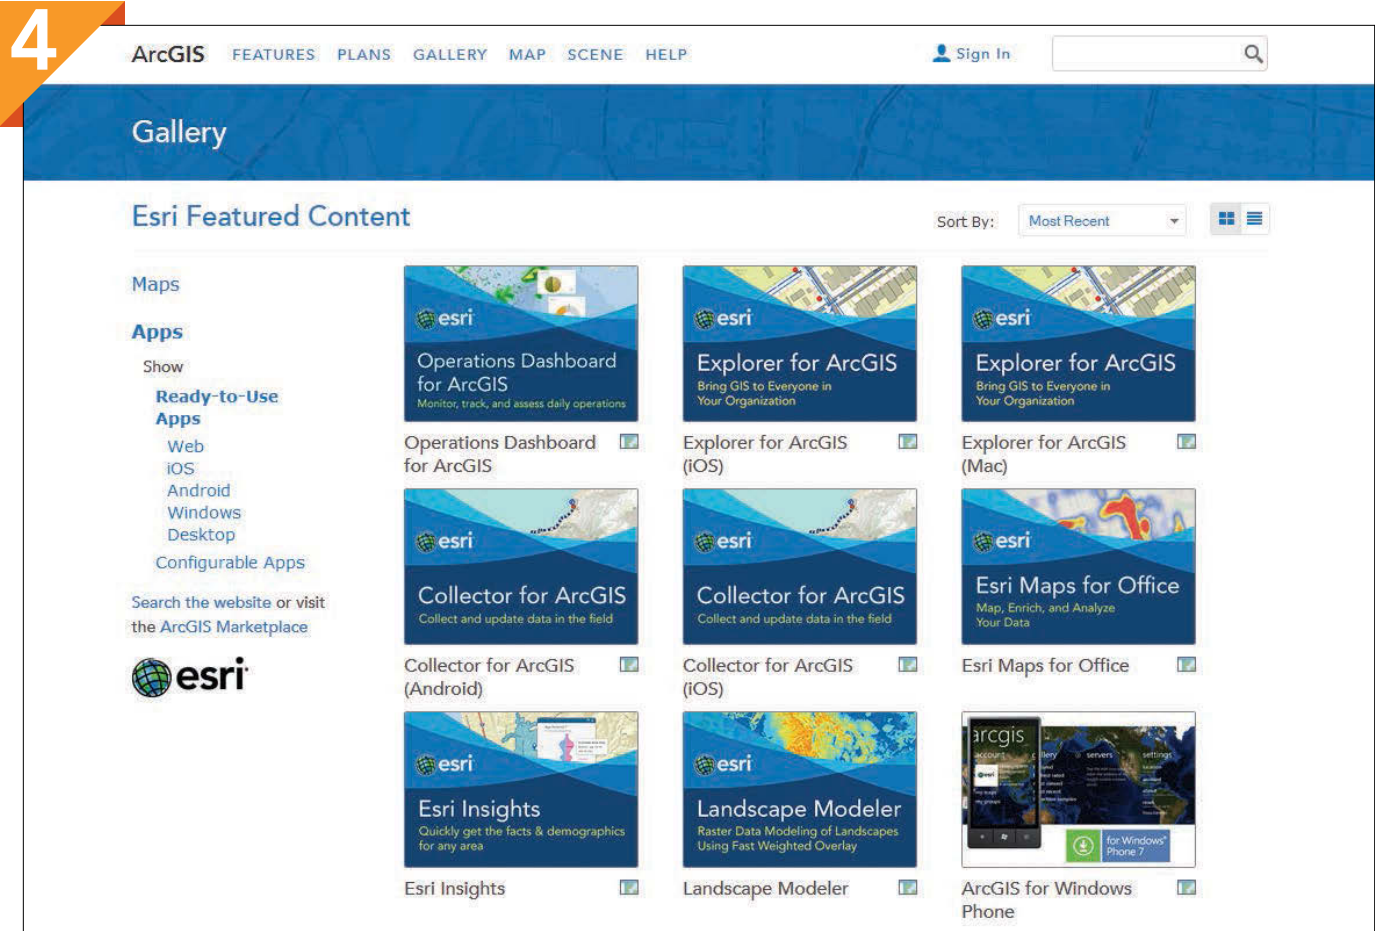 4
ArcGIS FEATURES PLANS GALLERY MAP SCENE HELP Sign In
Gallery
Esri Featured Content
Sort By: Most Recent
Maps
Apps
Show
Ready-to-Use
Apps
Web
iOS
Android
Windows
Desktop
Configurable Apps
Search the website or visit
the ArcGIS Marketplace
esri
esri
Operations Dashboard
for ArcGIS
Monitor, track, and assess daily operations
Operations Dashboard
for ArcGIS
esri
Explorer for ArcGIS
Bring GIS to Everyone in
Your Organization
Explorer for ArcGIS
(iOS)
esri
Explorer for ArcGIS
Bring GIS to Everyone in
Your Organization
Explorer for ArcGIS
(Mac)
esri
Collector for ArcGIS
Collect and update data in the field
Collector for ArcGIS
(Android)
esri
Collector for ArcGIS
Collect and update data in the field
Collector for ArcGIS
(iOS)
esri
Esri Maps for Office
Map, Enrich, and Analyze
Your Data
Esri Maps for Office
esri
Esri Insights
Quickly get the facts & demographics
for any area
Esri Insights
esri
Landscape Modeler
Raster Data Modeling of Landscapes
Using Fast Weighted Overlay
Landscape Modeler
arcgis
account servers settings
for Windows
Phone 7
ArcGIS for Windows
Phone